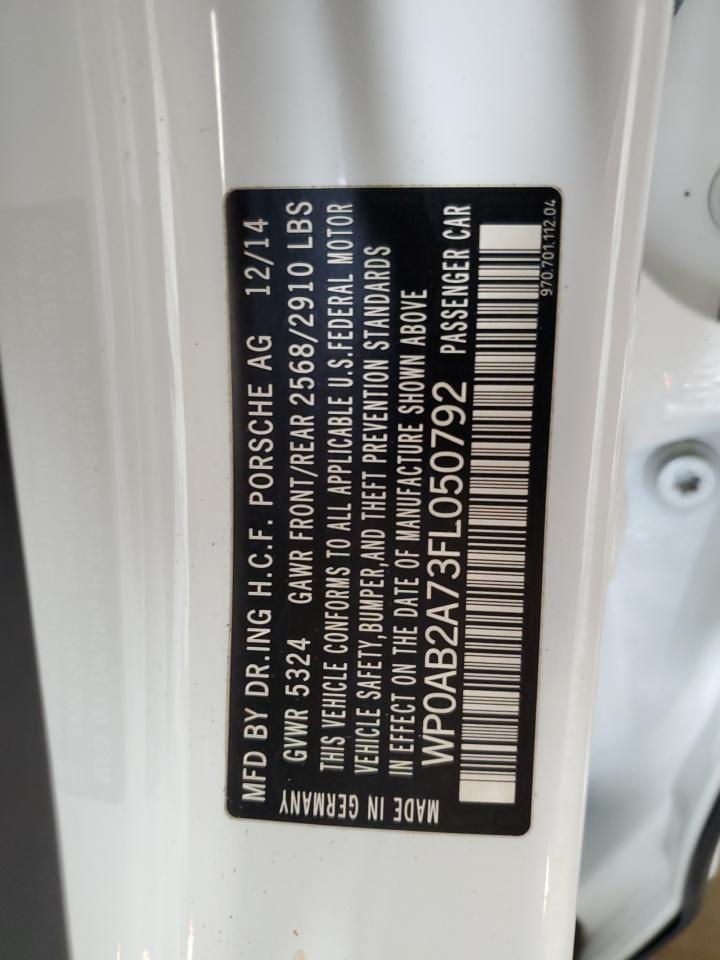 MFD BY DR.ING H.C.F. PORSCHE AG 12/14
GVWR 5324 GAWR FRONT/REAR 2568/2910 LBS
THIS VEHICLE CONFORMS TO ALL APPLICABLE U.S.FEDERAL MOTOR
VEHICLE SAFETY,BUMPER,AND THEFT PREVENTION STANDARDS
IN EFFECT ON THE DATE OF MANUFACTURE SHOWN ABOVE
WP0AB2A73FL050792 PASSENGER CAR
970.701.112.04
MADE IN GERMANY